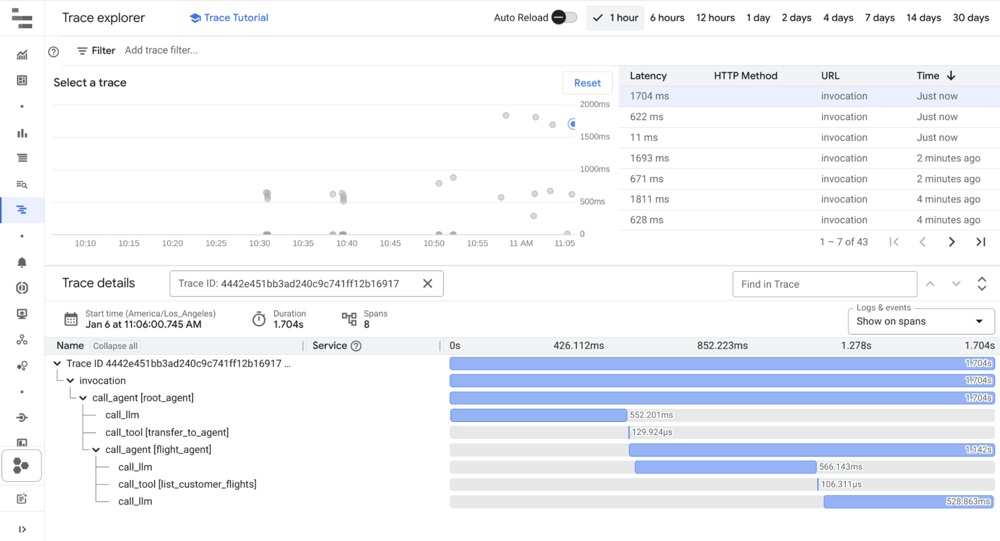 Trace explorer
Trace Tutorial
Auto Reload
1 hour
6 hours
12 hours
1 day
2 days
4 days
7 days
14 days
30 days
Filter
Add trace filter...
Select a trace
Reset
2000ms
1500ms
1000ms
500ms
0
10:10
10:15
10:20
10:25
10:30
10:35
10:40
10:45
10:50
10:55
11 AM
11:05
Latency HTTP Method URL Time
1704 ms invocation Just now
622 ms invocation Just now
11 ms invocation Just now
1693 ms invocation 2 minutes ago
671 ms invocation 2 minutes ago
1811 ms invocation 4 minutes ago
628 ms invocation 4 minutes ago
1 – 7 of 43
Trace details
Trace ID: 4442e451bb3ad240c9c741ff12b16917
Find in Trace
Start time (America/Los_Angeles)
Jan 6 at 11:06:00.745 AM
Duration
1.704s
Spans
8
Logs & events
Show on spans
Name Collapse all Service 0s 426.112ms 852.223ms 1.278s 1.704s
Trace ID 4442e451bb3ad240c9c741ff12b16917 ... 1.704s
invocation 1.704s
call_agent [root_agent] 1.704s
call_llm 552.201ms
call_tool [transfer_to_agent] 129.924μs
call_agent [flight_agent] 1.142s
call_llm 566.143ms
call_tool [list_customer_flights] 106.311μs
call_llm 528.863ms